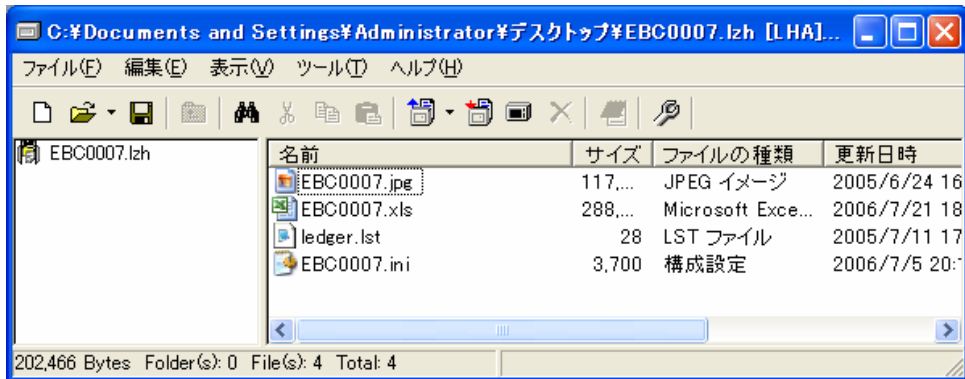 C:¥Documents and Settings¥Administrator¥デスクトップ¥EBC0007.lzh [LHA]...
ファイル(F) 編集(E) 表示(V) ツール(T) ヘルプ(H)
EBC0007.lzh
名前 サイズ ファイルの種類 更新日時
EBC0007.jpg 117,... JPEG イメージ 2005/6/24 16
EBC0007.xls 288,... Microsoft Exce... 2006/7/21 18
ledger.lst 28 LST ファイル 2005/7/11 17
EBC0007.ini 3,700 構成設定 2006/7/5 20:
202,466 Bytes Folder(s): 0 File(s): 4 Total: 4